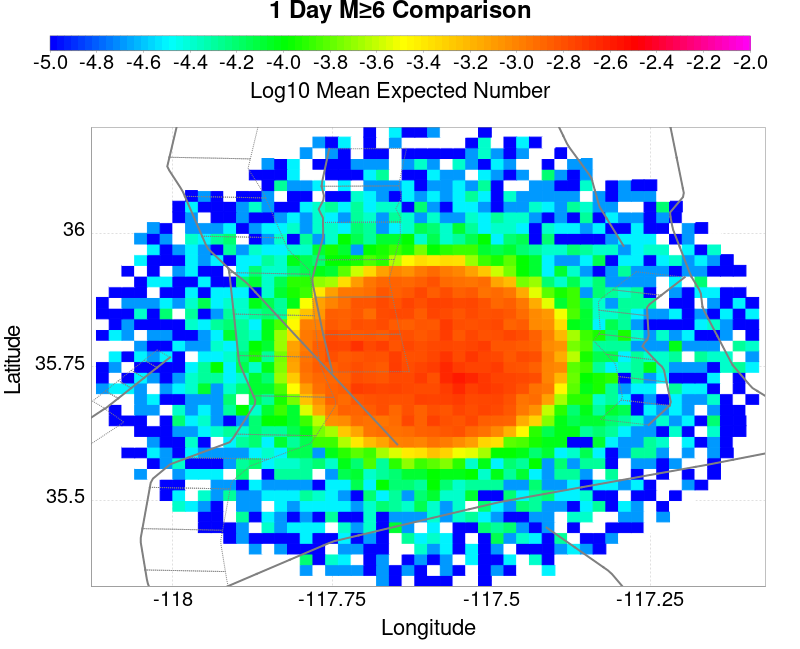 1 Day M≥6 Comparison
-5.0 -4.8 -4.6 -4.4 -4.2 -4.0 -3.8 -3.6 -3.4 -3.2 -3.0 -2.8 -2.6 -2.4 -2.2 -2.0
Log10 Mean Expected Number
36
35.75
35.5
Latitude
-118 -117.75 -117.5 -117.25
Longitude